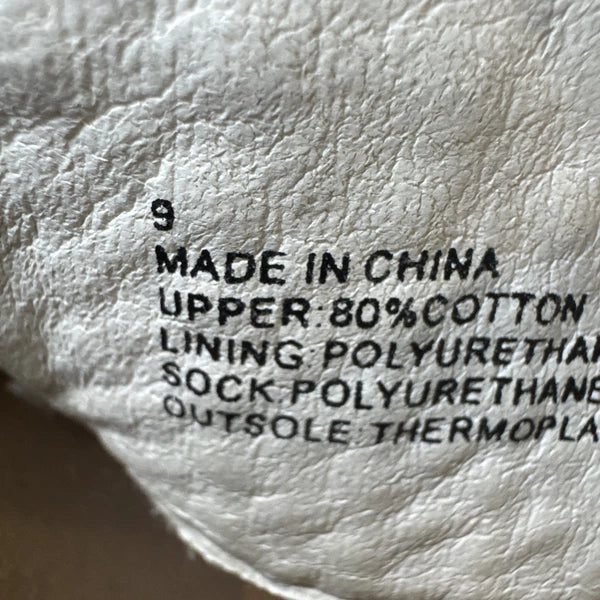 9
MADE IN CHINA
UPPER:80%COTTON
LINING:POLYURETHA
SOCK:POLYURETHANE
OUTSOLE:THERMOPLA